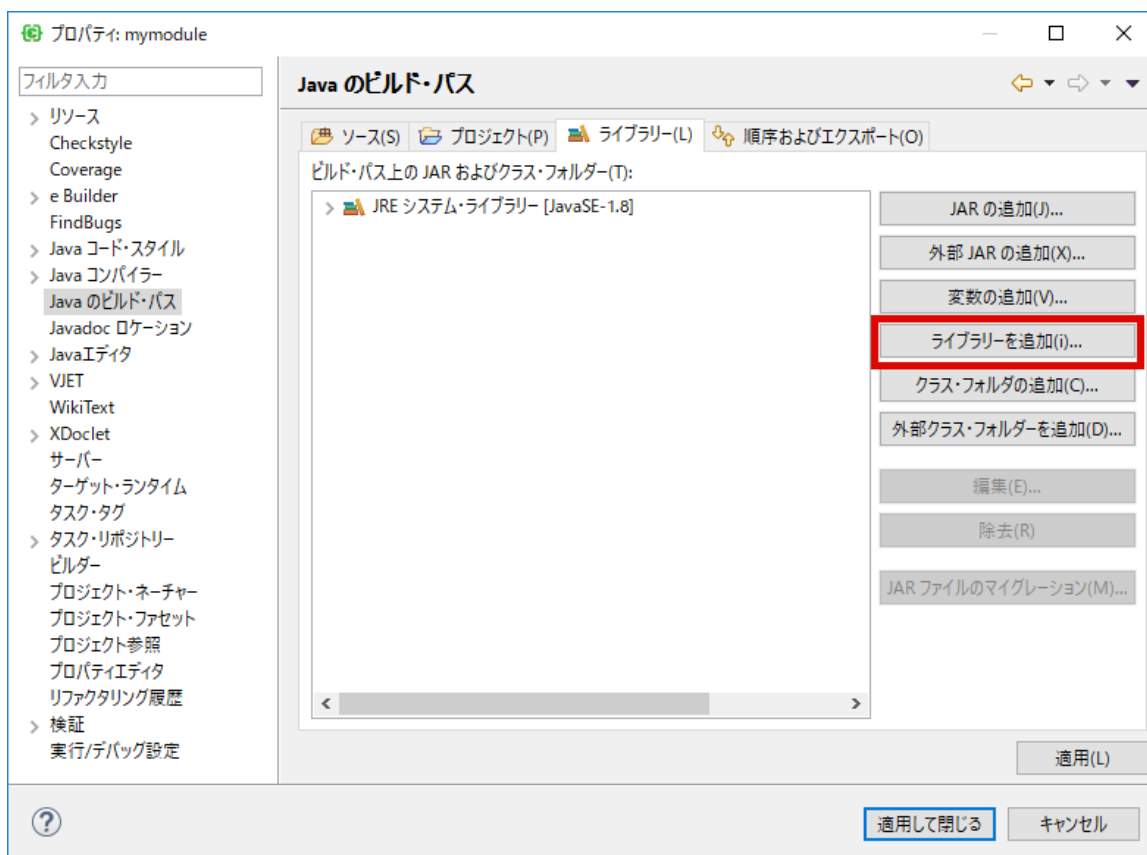 プロパティ: mymodule
フィルタ入力
リソース
Checkstyle
Coverage
e Builder
FindBugs
Java コード・スタイル
Java コンパイラー
Java のビルド・パス
Javadoc ロケーション
Javaエディタ
VJET
WikiText
XDoclet
サーバー
ターゲット・ランタイム
タスク・タグ
タスク・リポジトリー
ビルダー
プロジェクト・ネーチャー
プロジェクト・ファセット
プロジェクト参照
プロパティエディタ
リファクタリング履歴
検証
実行/デバッグ設定
Java のビルド・パス
ソース(S) プロジェクト(P) ライブラリー(L) 順序およびエクスポート(O)
ビルド・パス上の JAR およびクラス・フォルダー(T):
JRE システム・ライブラリー [JavaSE-1.8]
JAR の追加(J)...
外部 JAR の追加(X)...
変数の追加(V)...
ライブラリーを追加(i)...
クラス・フォルダの追加(C)...
外部クラス・フォルダーを追加(D)...
編集(E)...
除去(R)
JAR ファイルのマイグレーション(M)...
適用(L)
適用して閉じる キャンセル